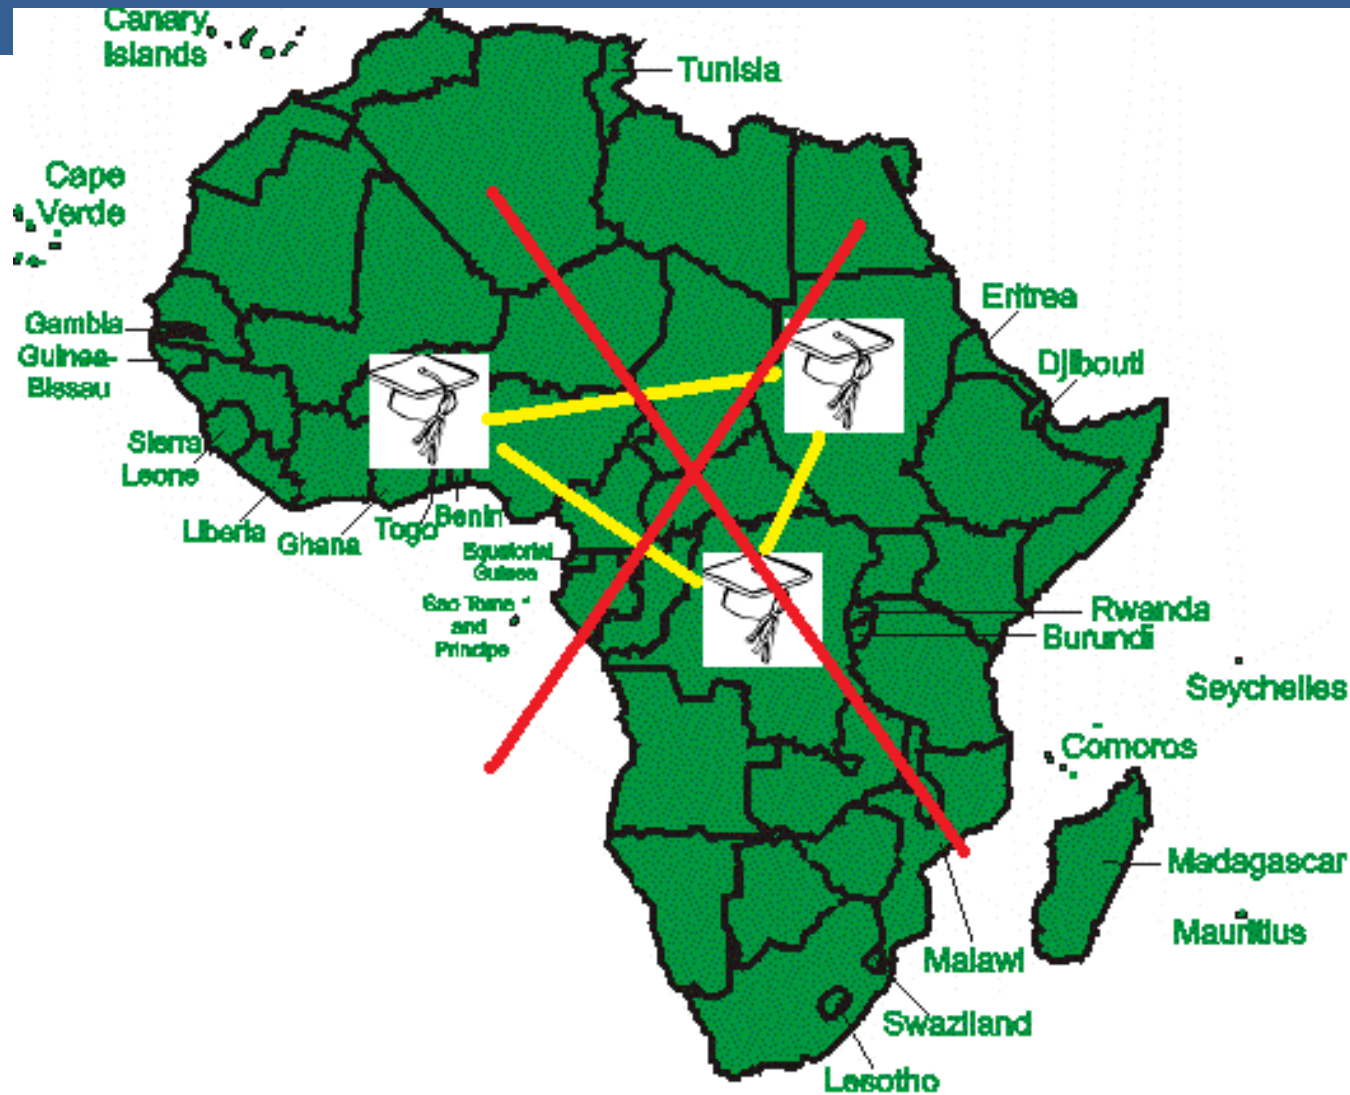 Canary
Islands
Tunisia
Cape
Verde
Eritrea
Gambia
Guinea-
Bissau
Djibouti
Sierra
Leone
Liberia
Ghana
Togo
Benin
Equatorial
Guinea
Sao Tome
and
Principe
Rwanda
Burundi
Seychelles
Comoros
Madagascar
Mauritius
Malawi
Swaziland
Lesotho